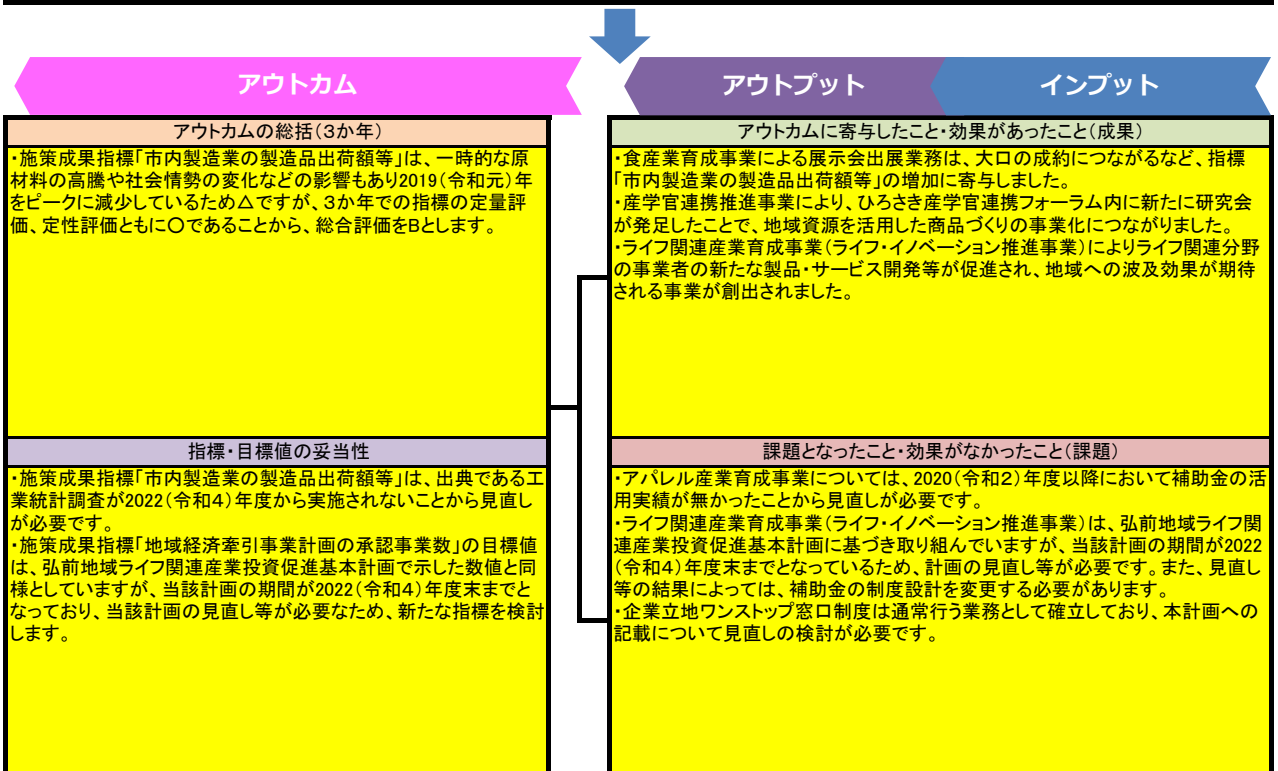 アウトカム
アウトプット
インプット
アウトカムの総括(3か年)
・施策成果指標「市内製造業の製造品出荷額等」は、一時的な原
材料の高騰や社会情勢の変化などの影響もあり2019(令和元)年
をピークに減少しているため△ですが、3か年での指標の定量評
価、定性評価ともに〇であることから、総合評価をBとします。
指標・目標値の妥当性
・施策成果指標「市内製造業の製造品出荷額等」は、出典である工
業統計調査が2022(令和4)年度から実施されないことから見直し
が必要です。
・施策成果指標「地域経済牽引事業計画の承認事業数」の目標値
は、弘前地域ライフ関連産業投資促進基本計画で示した数値と同
様としていますが、当該計画の期間が2022(令和4)年度末までと
なっており、当該計画の見直し等が必要なため、新たな指標を検討
します。
アウトカムに寄与したこと・効果があったこと(成果)
・食産業育成事業による展示会出展業務は、大口の成約につながるなど、指標
「市内製造業の製造品出荷額等」の増加に寄与しました。
・産学官連携推進事業により、ひろさき産学官連携フォーラム内に新たに研究会
が発足したことで、地域資源を活用した商品づくりの事業化につながりました。
・ライフ関連産業育成事業(ライフ・イノベーション推進事業)によりライフ関連分野
の事業者の新たな製品・サービス開発等が促進され、地域への波及効果が期待
される事業が創出されました。
課題となったこと・効果がなかったこと(課題)
・アパレル産業育成事業については、2020(令和2)年度以降において補助金の活
用実績が無かったことから見直しが必要です。
・ライフ関連産業育成事業(ライフ・イノベーション推進事業)は、弘前地域ライフ関
連産業投資促進基本計画に基づき取り組んでいますが、当該計画の期間が2022
(令和4)年度末までとなっているため、計画の見直し等が必要です。また、見直し
等の結果によっては、補助金の制度設計を変更する必要があります。
・企業立地ワンストップ窓口制度は通常行う業務として確立しており、本計画への
記載について見直しの検討が必要です。